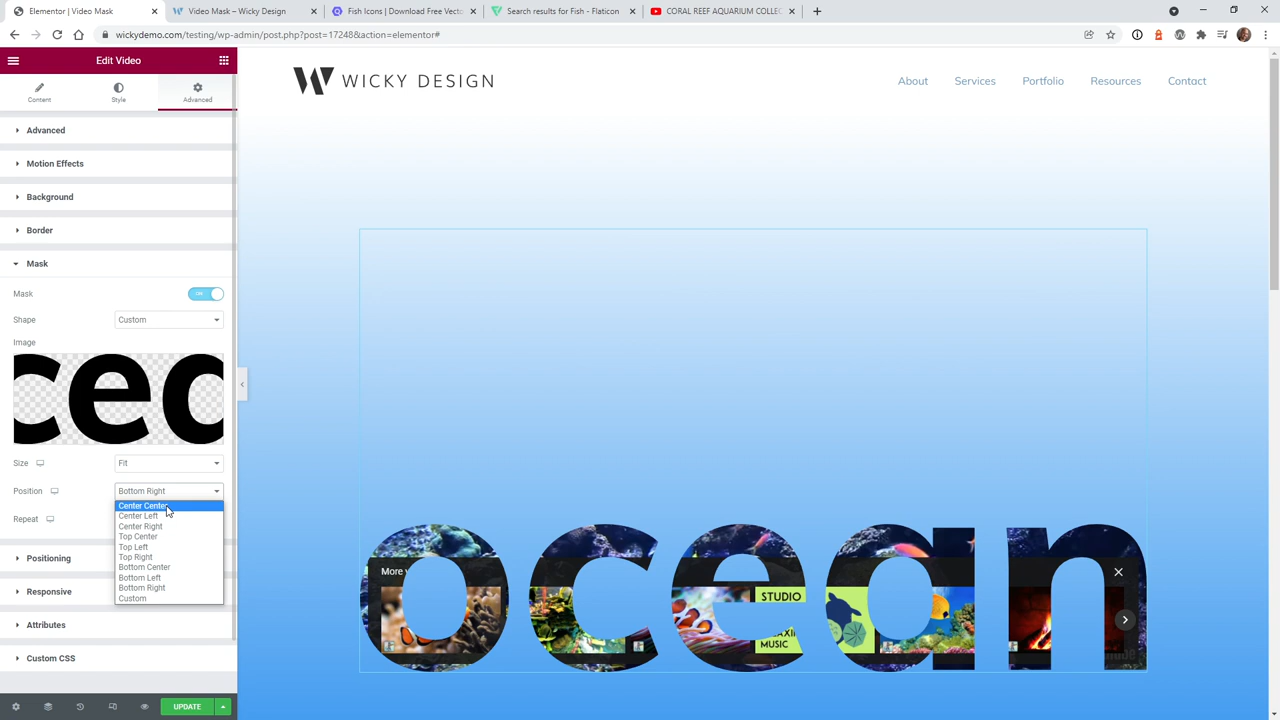 Elementor | Video Mask
Video Mask – Wicky Design
Fish Icons | Download Free Vecto
Search results for Fish - Flaticon
CORAL REEF AQUARIUM COLLEC
wickydemo.com/testing/wp-admin/post.php?post=17248&action=elementor#
Edit Video
Content
Style
Advanced
Advanced
Motion Effects
Background
Border
Mask
Mask
Shape
Custom
Image
oceo
Size
Fit
Position
Bottom Right
Center Center
Center Left
Center Right
Top Center
Top Left
Top Right
Bottom Center
Bottom Left
Bottom Right
Custom
Repeat
Positioning
Responsive
Attributes
Custom CSS
UPDATE
W WICKY DESIGN
About
Services
Portfolio
Resources
Contact
ocean
More
STUDIO
MUSIC